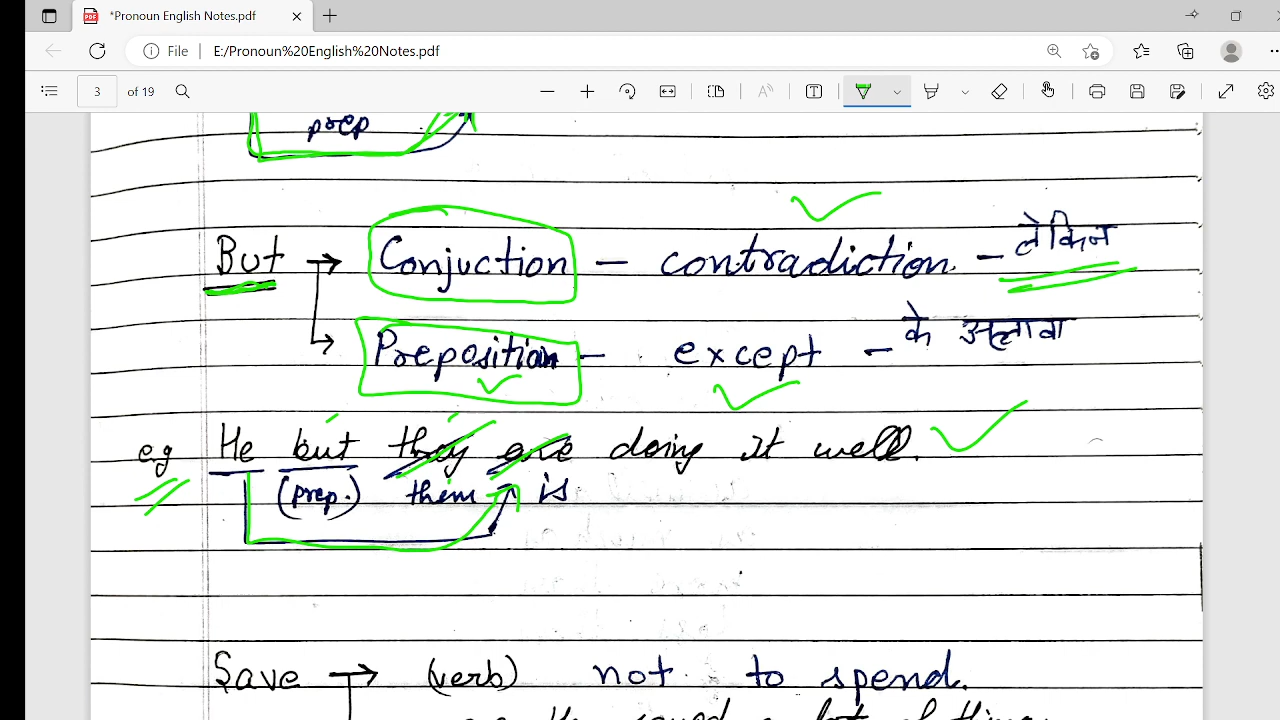 *Pronoun English Notes.pdf
File E:/Pronoun%20English%20Notes.pdf
3 of 19
prep
But → Conjuction – contradiction. – लेकिन
Preposition – except – के अलावा
e.g He but they are doing it well.
(prep.) them is
Save → (verb) not to spend.